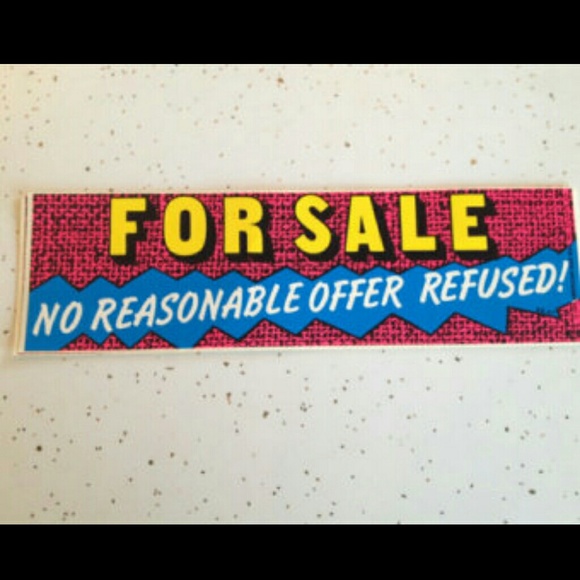 FOR SALE
NO REASONABLE OFFER REFUSED!